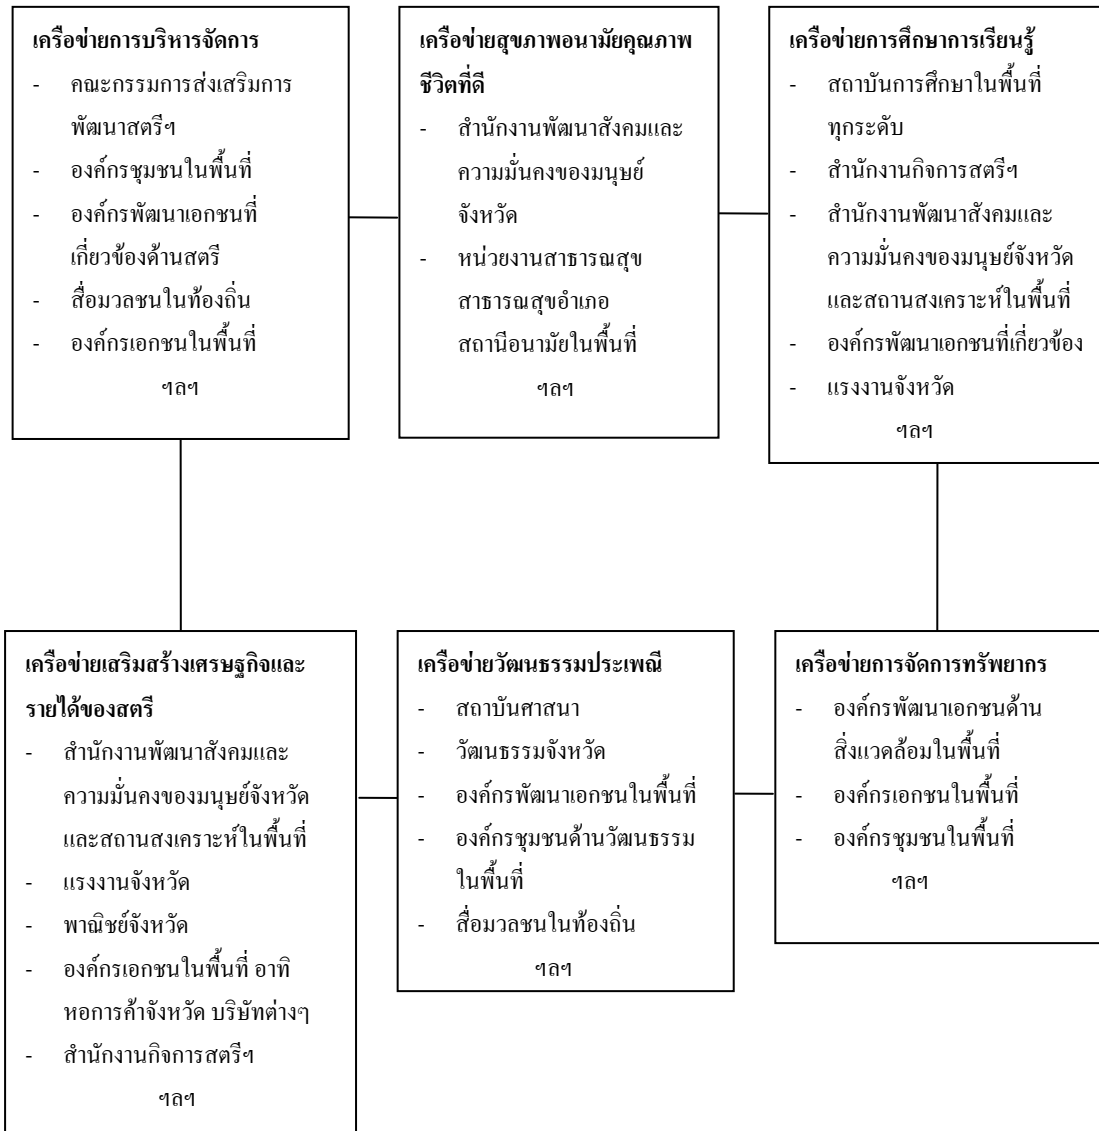 เครือข่ายการบริหารจัดการ
- คณะกรรมการส่งเสริมการ
พัฒนาสตรีฯ
- องค์กรชุมชนในพื้นที่
- องค์กรพัฒนาเอกชนที่
เกี่ยวข้องด้านสตรี
- สื่อมวลชนในท้องถิ่น
- องค์กรเอกชนในพื้นที่
ฯลฯ
เครือข่ายสุขภาพอนามัยคุณภาพ
ชีวิตที่ดี
- สำนักงานพัฒนาสังคมและ
ความมั่นคงของมนุษย์
จังหวัด
- หน่วยงานสาธารณสุข
สาธารณสุขอำเภอ
สถานีอนามัยในพื้นที่
ฯลฯ
เครือข่ายการศึกษาการเรียนรู้
- สถาบันการศึกษาในพื้นที่
ทุกระดับ
- สำนักงานกิจการสตรีฯ
- สำนักงานพัฒนาสังคมและ
ความมั่นคงของมนุษย์จังหวัด
และสถานสงเคราะห์ในพื้นที่
- องค์กรพัฒนาเอกชนที่เกี่ยวข้อง
- แรงงานจังหวัด
ฯลฯ
เครือข่ายเสริมสร้างเศรษฐกิจและ
รายได้ของสตรี
- สำนักงานพัฒนาสังคมและ
ความมั่นคงของมนุษย์จังหวัด
และสถานสงเคราะห์ในพื้นที่
- แรงงานจังหวัด
- พาณิชย์จังหวัด
- องค์กรเอกชนในพื้นที่ อาทิ
หอการค้าจังหวัด บริษัทต่างๆ
- สำนักงานกิจการสตรีฯ
ฯลฯ
เครือข่ายวัฒนธรรมประเพณี
- สถาบันศาสนา
- วัฒนธรรมจังหวัด
- องค์กรพัฒนาเอกชนในพื้นที่
- องค์กรชุมชนด้านวัฒนธรรม
ในพื้นที่
- สื่อมวลชนในท้องถิ่น
ฯลฯ
เครือข่ายการจัดการทรัพยากร
- องค์กรพัฒนาเอกชนด้าน
สิ่งแวดล้อมในพื้นที่
- องค์กรเอกชนในพื้นที่
- องค์กรชุมชนในพื้นที่
ฯลฯ